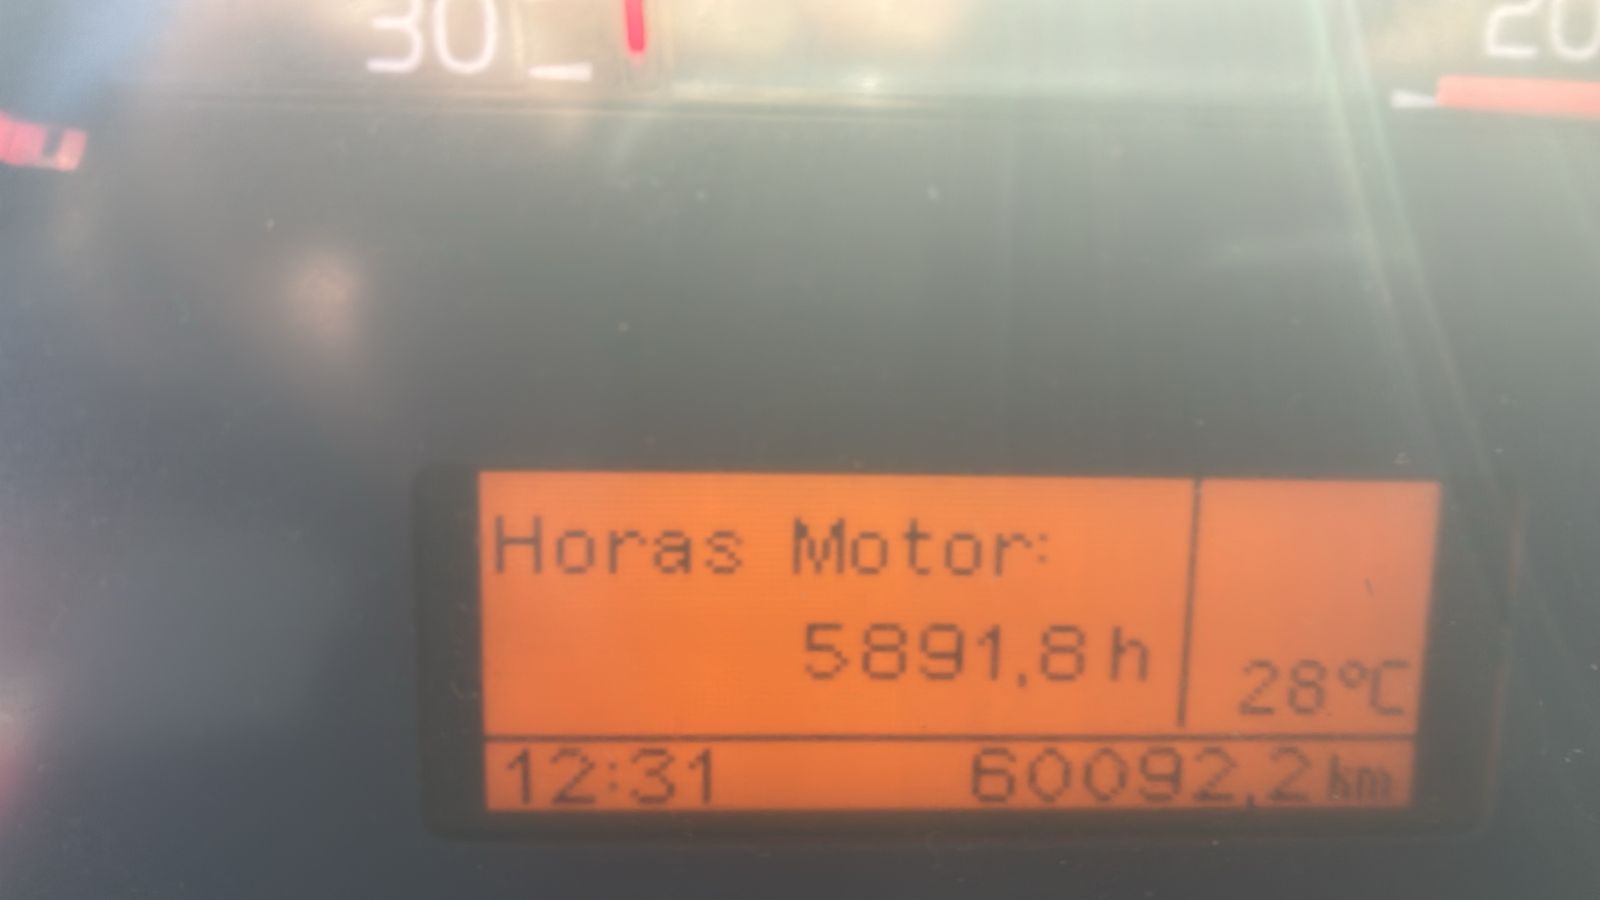 30
20
Horas Motor:
5891,8 h
28°C
12:31 60092,2 km